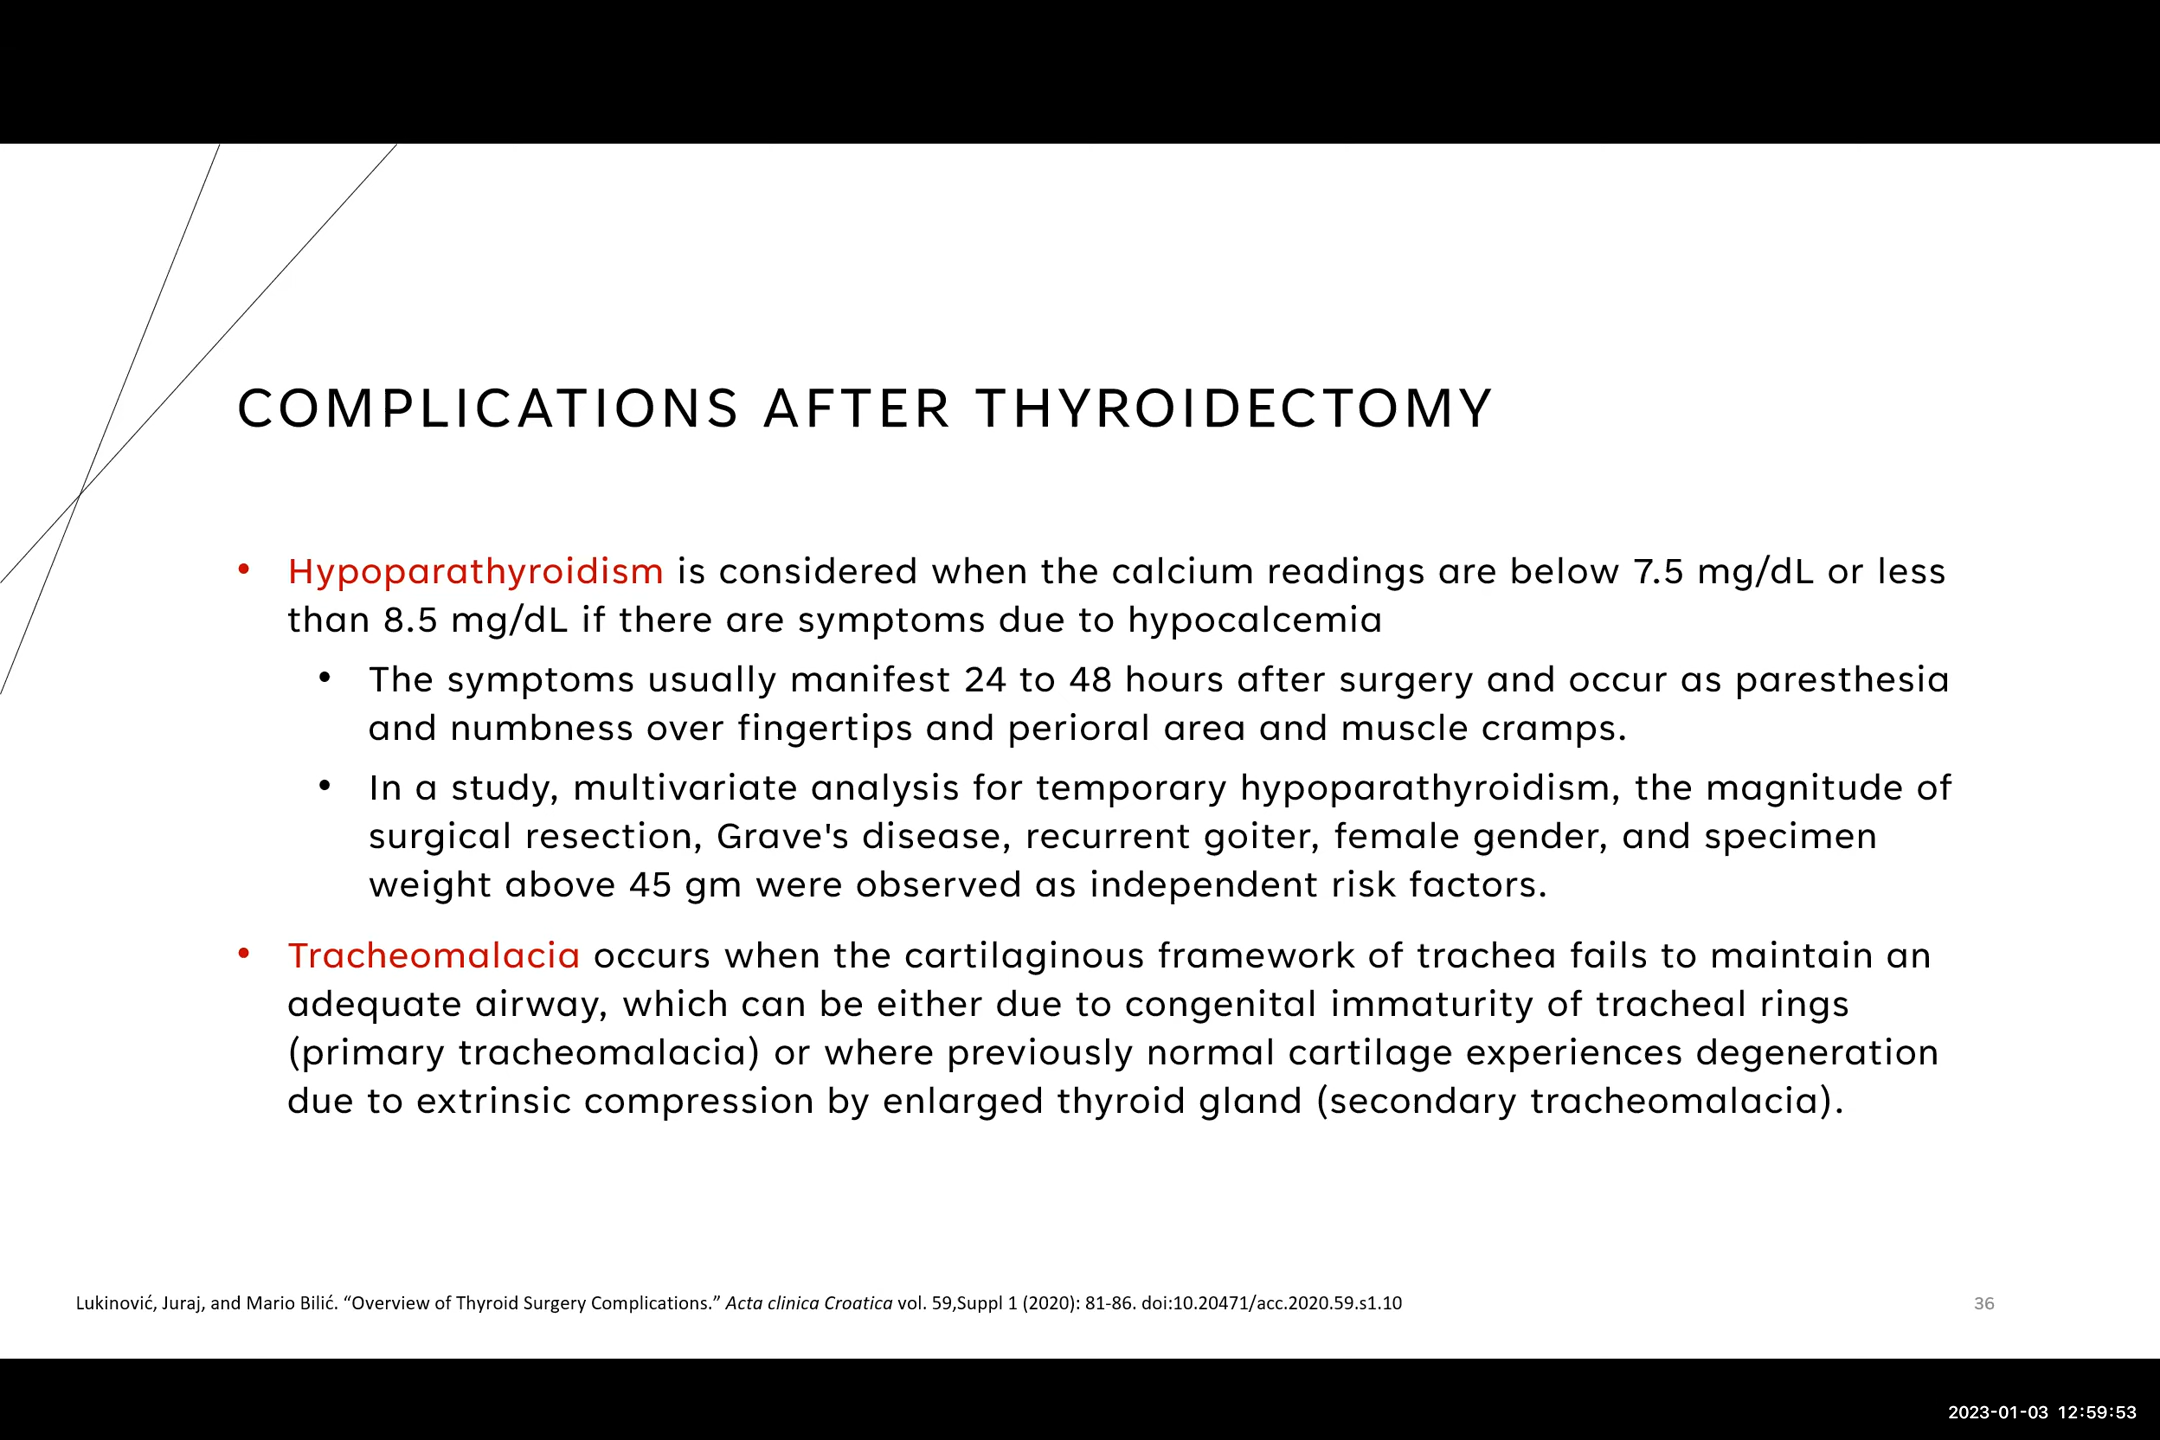 COMPLICATIONS AFTER THYROIDECTOMY
• Hypoparathyroidism is considered when the calcium readings are below 7.5 mg/dL or less
than 8.5 mg/dL if there are symptoms due to hypocalcemia
• The symptoms usually manifest 24 to 48 hours after surgery and occur as paresthesia
and numbness over fingertips and perioral area and muscle cramps.
• In a study, multivariate analysis for temporary hypoparathyroidism, the magnitude of
surgical resection, Grave's disease, recurrent goiter, female gender, and specimen
weight above 45 gm were observed as independent risk factors.
• Tracheomalacia occurs when the cartilaginous framework of trachea fails to maintain an
adequate airway, which can be either due to congenital immaturity of tracheal rings
(primary tracheomalacia) or where previously normal cartilage experiences degeneration
due to extrinsic compression by enlarged thyroid gland (secondary tracheomalacia).
Lukinović, Juraj, and Mario Bilić. “Overview of Thyroid Surgery Complications.” Acta clinica Croatica vol. 59,Suppl 1 (2020): 81-86. doi:10.20471/acc.2020.59.s1.10
36
2023-01-03 12:59:53